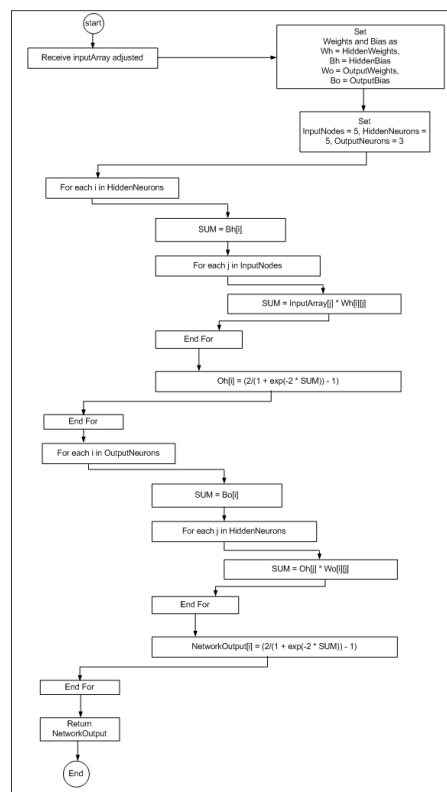 start
Receive inputArray adjusted
Set
Weights and Bias as
Wh = HiddenWeights,
Bh = HiddenBias
Wo = OutputWeights,
Bo = OutputBias
Set
InputNodes = 5, HiddenNeurons =
5, OutputNeurons = 3
For each i in HiddenNeurons
SUM = Bh[i]
For each j in InputNodes
SUM = InputArray[j] * Wh[i][j]
End For
Oh[i] = (2/(1 + exp(-2 * SUM)) - 1)
End For
For each i in OutputNeurons
SUM = Bo[i]
For each j in HiddenNeurons
SUM = Oh[j] * Wo[i][j]
End For
NetworkOutput[i] = (2/(1 + exp(-2 * SUM)) - 1)
End For
Return
NetworkOutput
End